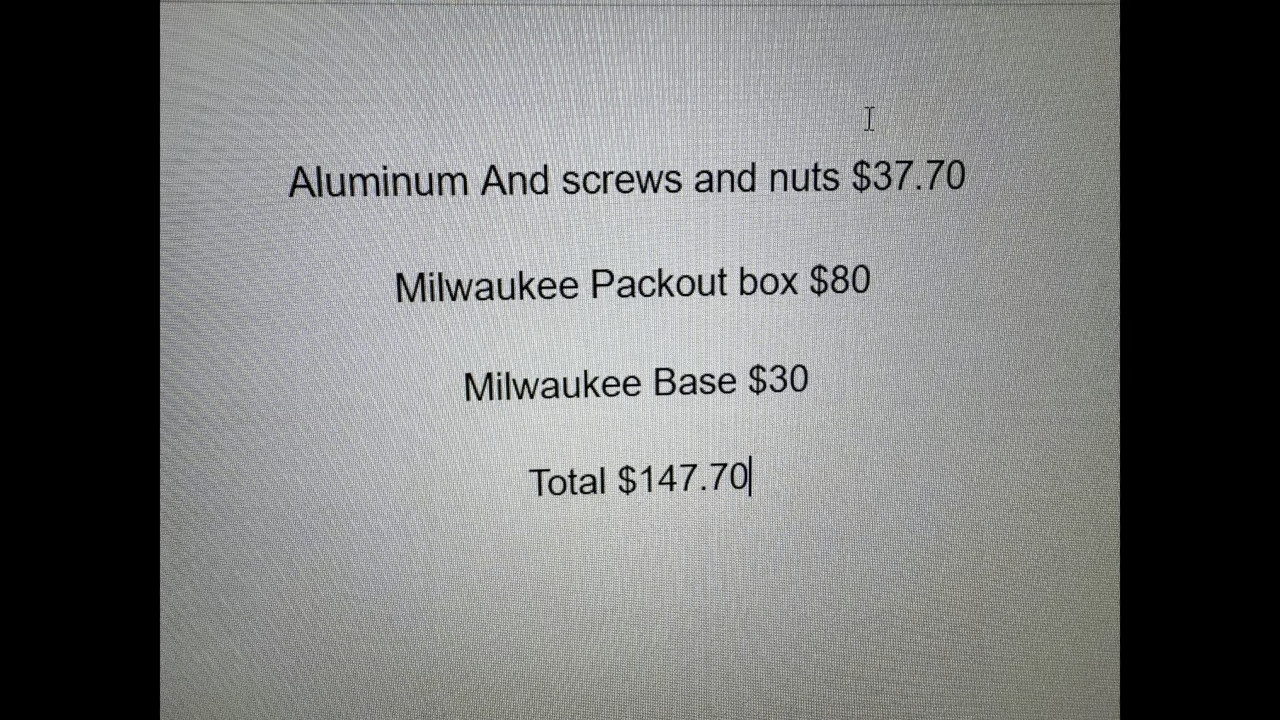 Aluminum And screws and nuts $37.70
Milwaukee Packout box $80
Milwaukee Base $30
Total $147.70